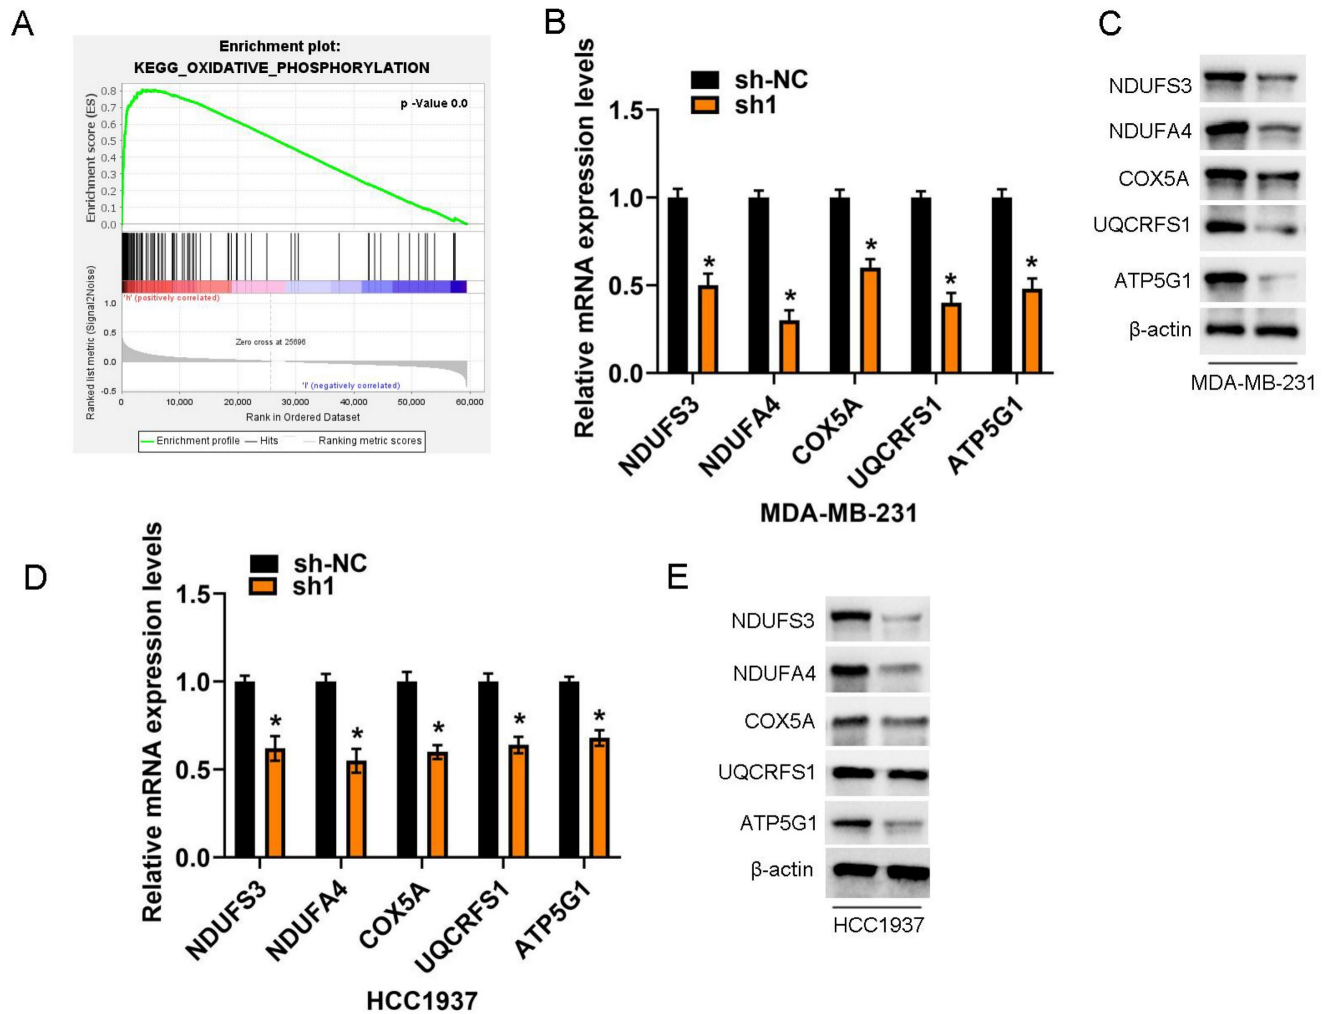 A
Enrichment plot:
KEGG_OXIDATIVE_PHOSPHORYLATION
p -Value 0.0
Enrichment score (ES)
0.8
0.7
0.6
0.5
0.4
0.3
0.2
0.1
0.0
'h' (positively correlated)
Ranked list metric (Signal2Noise)
1.0
0.5
0.0
-0.5
Zero cross at 25696
'l' (negatively correlated)
0 10,000 20,000 30,000 40,000 50,000 60,000
Rank in Ordered Dataset
Enrichment profile Hits Ranking metric scores
B
sh-NC
sh1
Relative mRNA expression levels
1.5
1.0
0.5
0.0
* * * * *
NDUFS3 NDUFA4 COX5A UQCRFS1 ATP5G1
MDA-MB-231
C
NDUFS3
NDUFA4
COX5A
UQCRFS1
ATP5G1
β-actin
MDA-MB-231
D
sh-NC
sh1
Relative mRNA expression levels
1.5
1.0
0.5
0.0
* * * * *
NDUFS3 NDUFA4 COX5A UQCRFS1 ATP5G1
HCC1937
E
NDUFS3
NDUFA4
COX5A
UQCRFS1
ATP5G1
β-actin
HCC1937